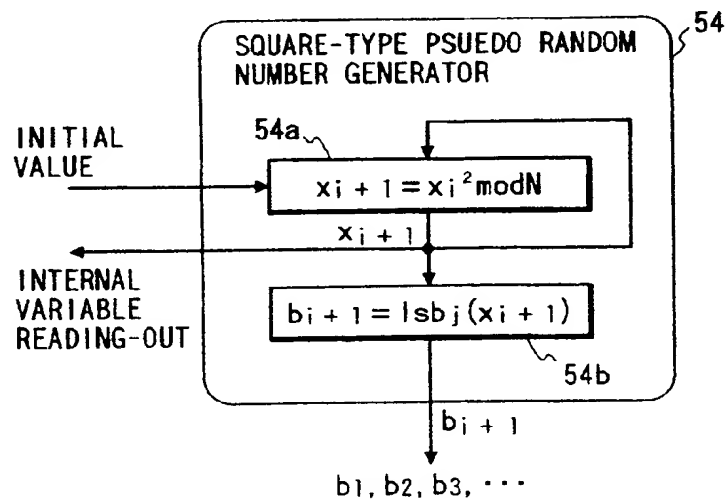 54
SQUARE-TYPE PSUEDO RANDOM
NUMBER GENERATOR
INITIAL
VALUE
54a
xi + 1 = xi²modN
xi + 1
INTERNAL
VARIABLE
READING-OUT
bi + 1 = lsbj(xi + 1)
54b
bi + 1
b1, b2, b3, ···